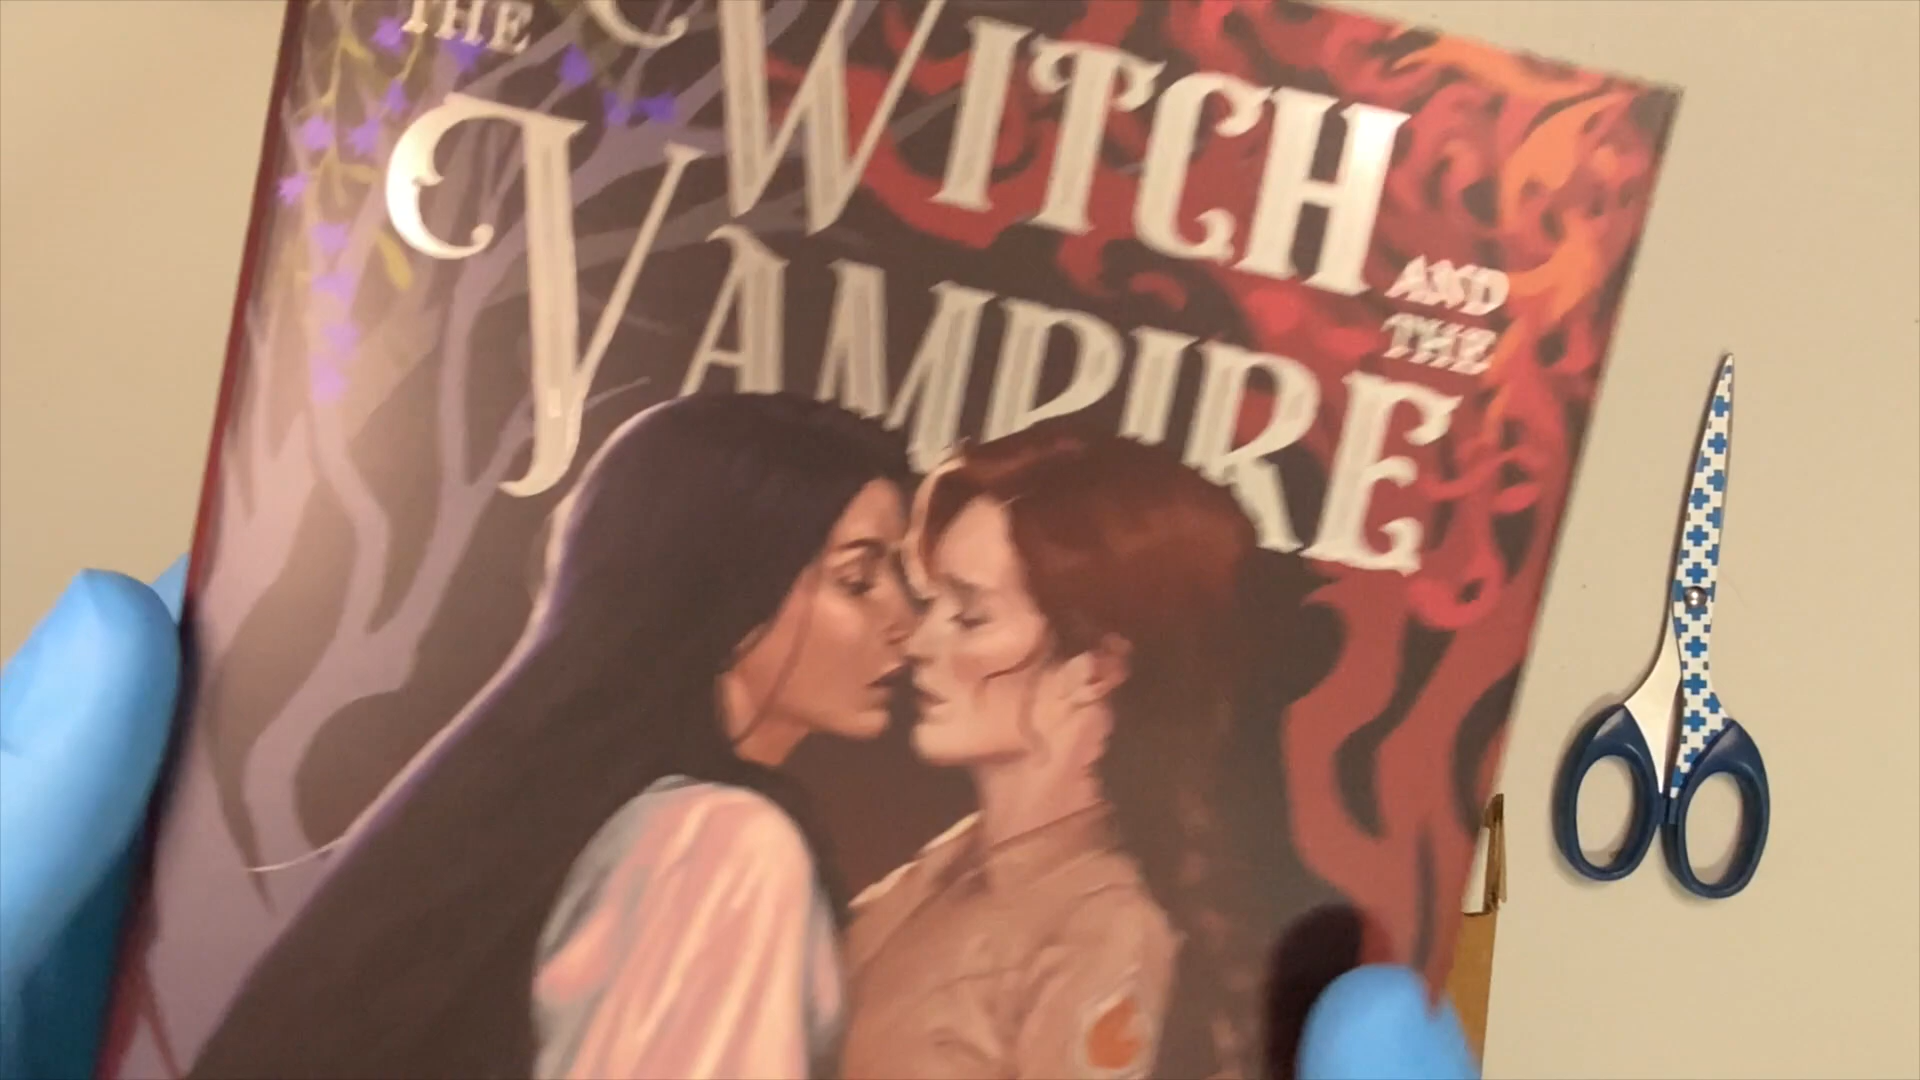 THE
WITCH
AND
THE
VAMPIRE